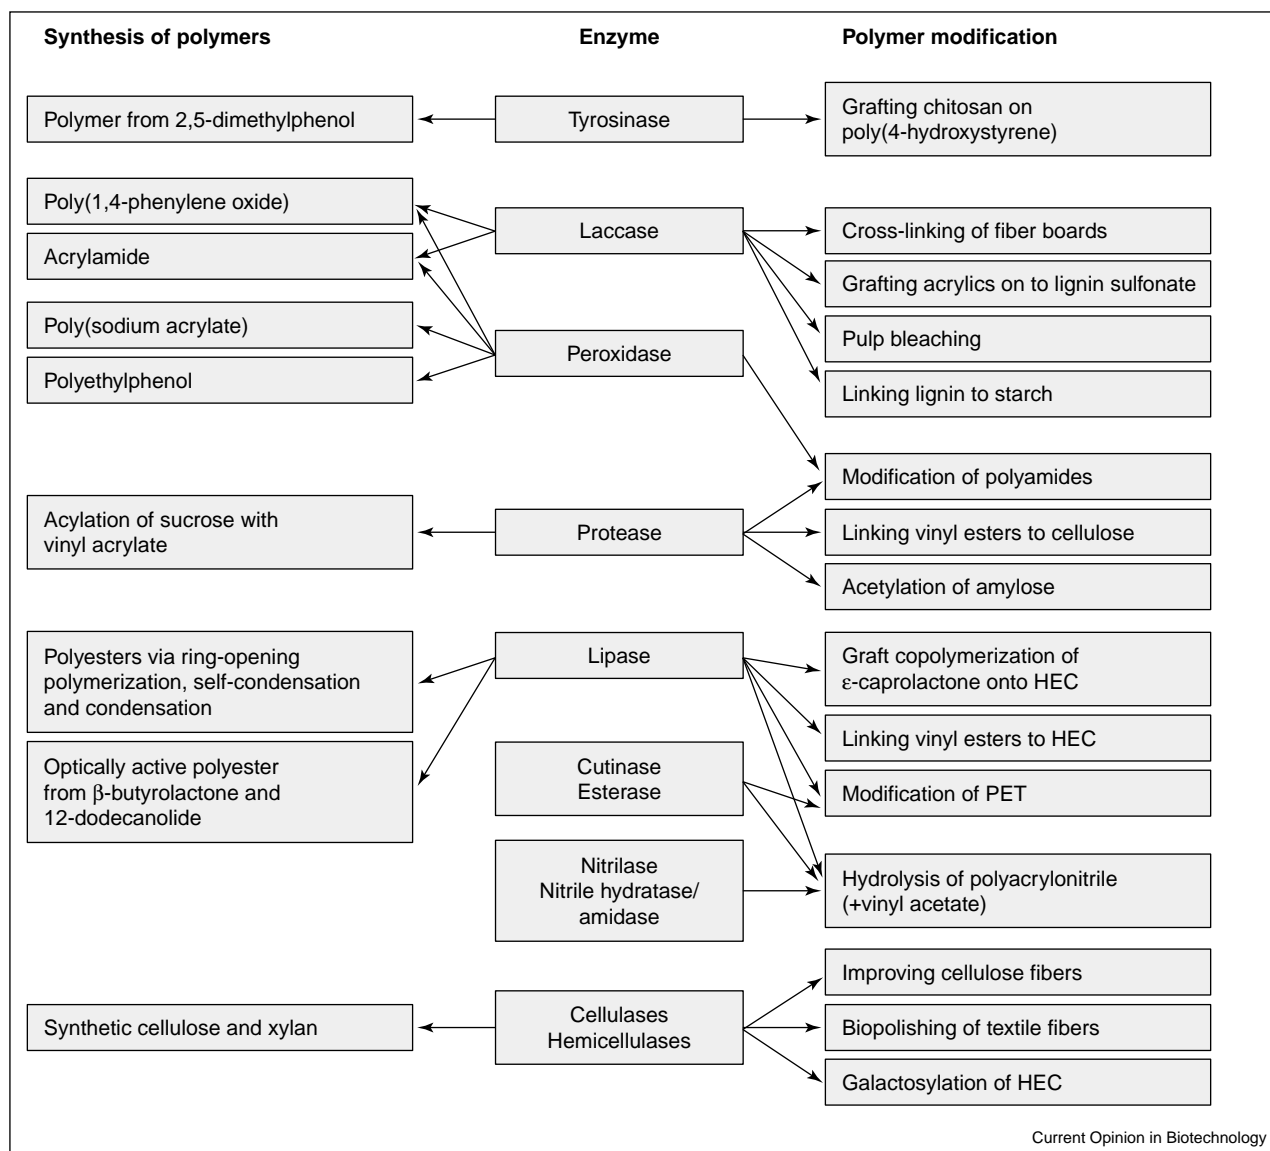 Synthesis of polymers
Enzyme
Polymer modification
Polymer from 2,5-dimethylphenol
Tyrosinase
Grafting chitosan on
poly(4-hydroxystyrene)
Poly(1,4-phenylene oxide)
Acrylamide
Poly(sodium acrylate)
Polyethylphenol
Laccase
Peroxidase
Cross-linking of fiber boards
Grafting acrylics on to lignin sulfonate
Pulp bleaching
Linking lignin to starch
Acylation of sucrose with
vinyl acrylate
Protease
Modification of polyamides
Linking vinyl esters to cellulose
Acetylation of amylose
Polyesters via ring-opening
polymerization, self-condensation
and condensation
Optically active polyester
from β-butyrolactone and
12-dodecanolide
Lipase
Cutinase
Esterase
Nitrilase
Nitrile hydratase/
amidase
Graft copolymerization of
ε-caprolactone onto HEC
Linking vinyl esters to HEC
Modification of PET
Hydrolysis of polyacrylonitrile
(+vinyl acetate)
Synthetic cellulose and xylan
Cellulases
Hemicellulases
Improving cellulose fibers
Biopolishing of textile fibers
Galactosylation of HEC
Current Opinion in Biotechnology